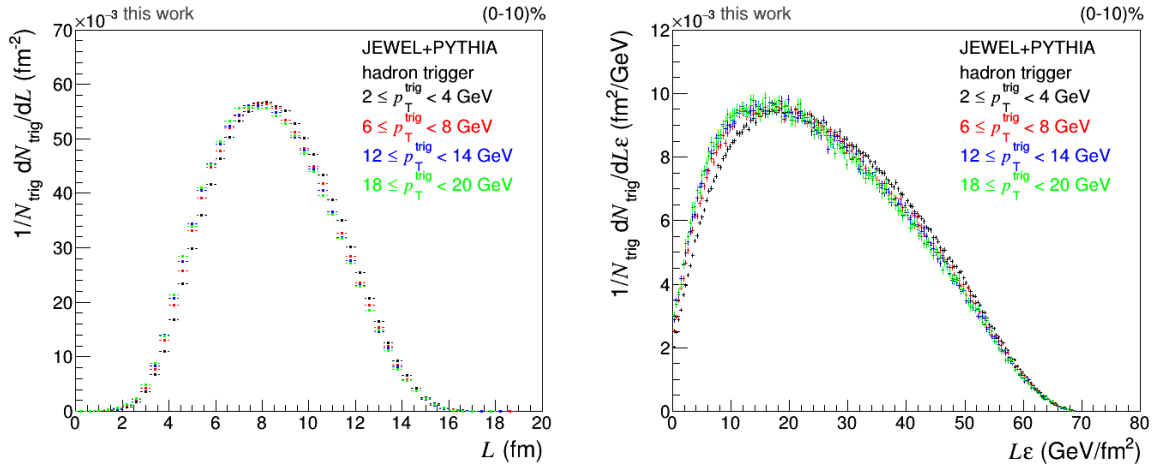 ×10⁻³ this work (0-10)%
1/N_trig dN_trig/dL (fm⁻²)
70
60
50
40
30
20
10
0
JEWEL+PYTHIA
hadron trigger
2 ≤ p_T^trig < 4 GeV
6 ≤ p_T^trig < 8 GeV
12 ≤ p_T^trig < 14 GeV
18 ≤ p_T^trig < 20 GeV
0 2 4 6 8 10 12 14 16 18 20
L (fm)
×10⁻³ this work (0-10)%
1/N_trig dN_trig/dLε (fm²/GeV)
12
10
8
6
4
2
0
JEWEL+PYTHIA
hadron trigger
2 ≤ p_T^trig < 4 GeV
6 ≤ p_T^trig < 8 GeV
12 ≤ p_T^trig < 14 GeV
18 ≤ p_T^trig < 20 GeV
0 10 20 30 40 50 60 70 80
Lε (GeV/fm²)